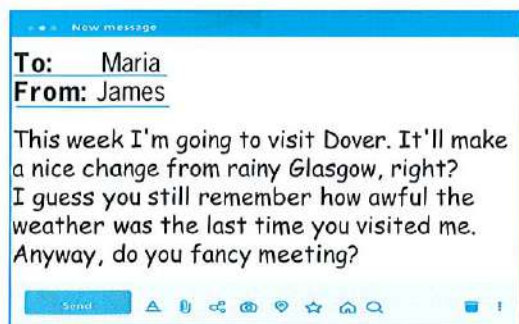 New message
To: Maria
From: James
This week I'm going to visit Dover. It'll make
a nice change from rainy Glasgow, right?
I guess you still remember how awful the
weather was the last time you visited me.
Anyway, do you fancy meeting?
Send